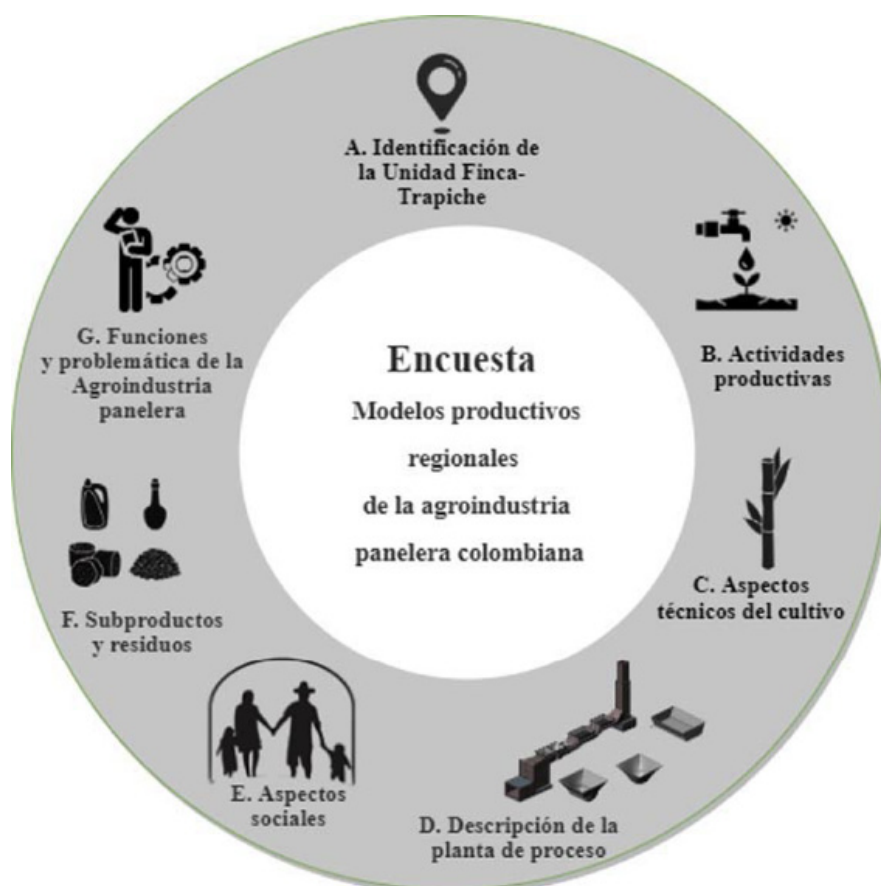 A. Identificación de
la Unidad Finca-
Trapiche
B. Actividades
productivas
C. Aspectos
técnicos del cultivo
D. Descripción de la
planta de proceso
E. Aspectos
sociales
F. Subproductos
y residuos
G. Funciones
y problemática de la
Agroindustria
panelera
Encuesta
Modelos productivos
regionales
de la agroindustria
panelera colombiana